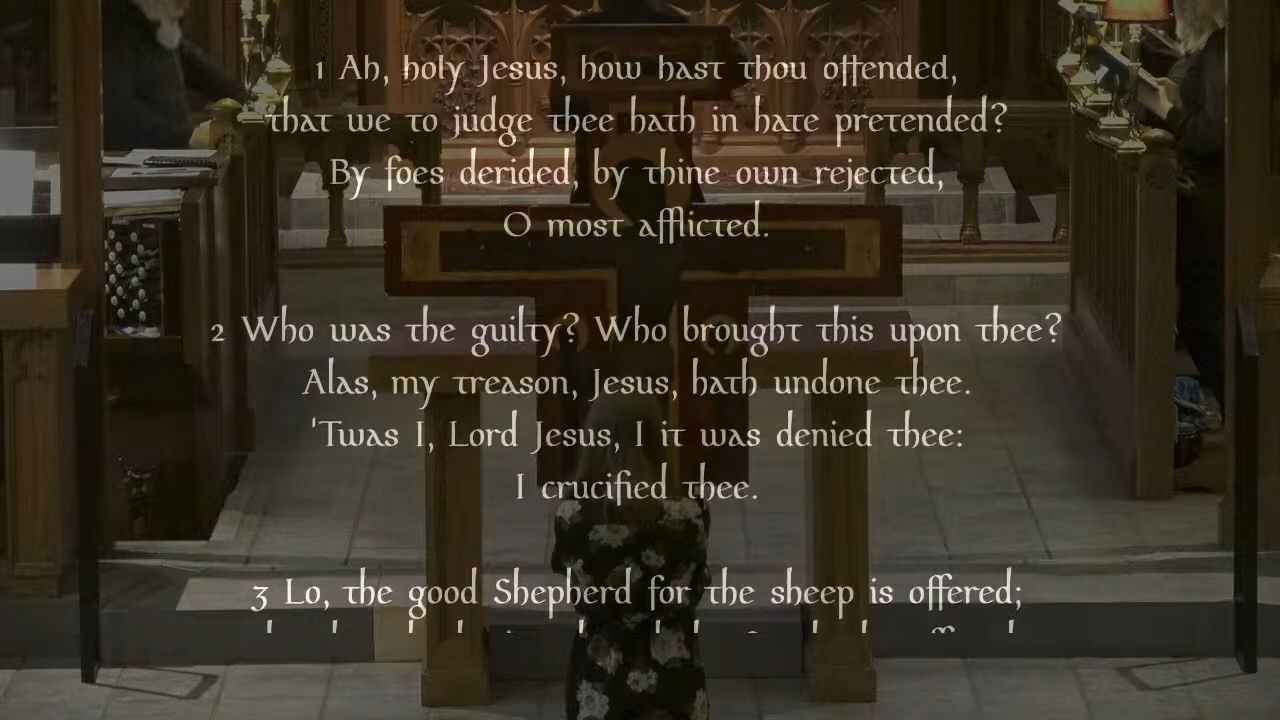 1 Ah, holy Jesus, how hast thou offended,
that we to judge thee hath in hate pretended?
By foes derided, by thine own rejected,
O most afflicted.
2 Who was the guilty? Who brought this upon thee?
Alas, my treason, Jesus, hath undone thee.
'Twas I, Lord Jesus, I it was denied thee:
I crucified thee.
3 Lo, the good Shepherd for the sheep is offered;